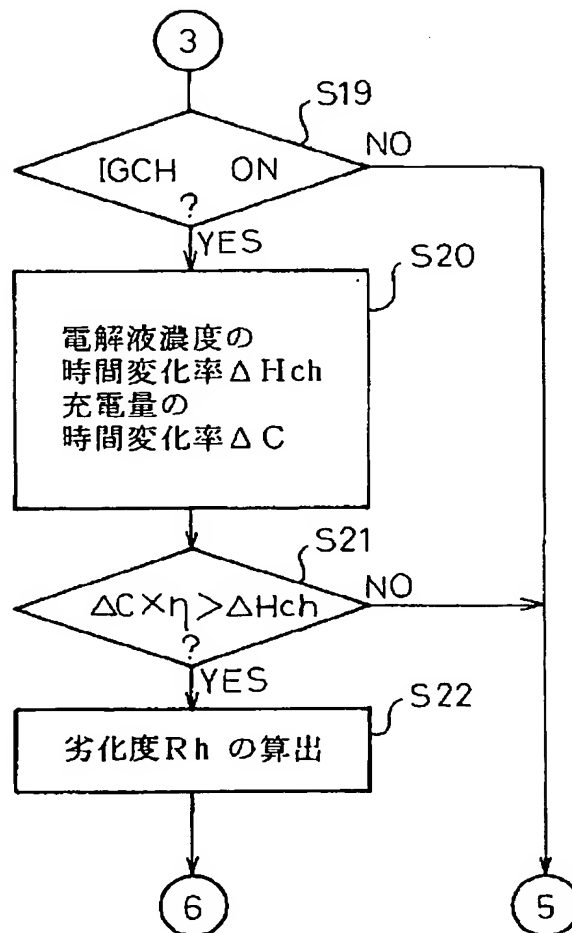 3
S19
IGCH ON
?
NO
YES
S20
電解液濃度の
時間変化率ΔHch
充電量の
時間変化率ΔC
S21
ΔC×η>ΔHch
?
NO
YES
S22
劣化度Rh の算出
6
5